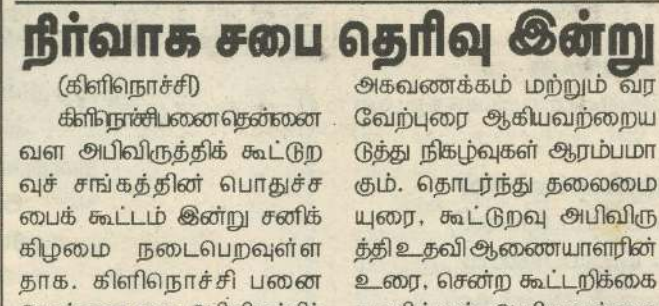 நிர்வாக சபை தெரிவு இன்று
(கிளிநொச்சி)
கிளிநொச்சி பனை தென்னை
வள அபிவிருத்திக் கூட்டுற
வுச் சங்கத்தின் பொதுச்ச
பைக் கூட்டம் இன்று சனிக்
கிழமை நடைபெறவுள்ள
தாக. கிளிநொச்சி பனை
அகவணக்கம் மற்றும் வர
வேற்புரை ஆகியவற்றைய
டுத்து நிகழ்வுகள் ஆரம்பமா
கும். தொடர்ந்து தலைமை
யுரை, கூட்டுறவு அபிவிரு
த்தி உதவி ஆணையாளரின்
உரை, சென்ற கூட்டறிக்கை